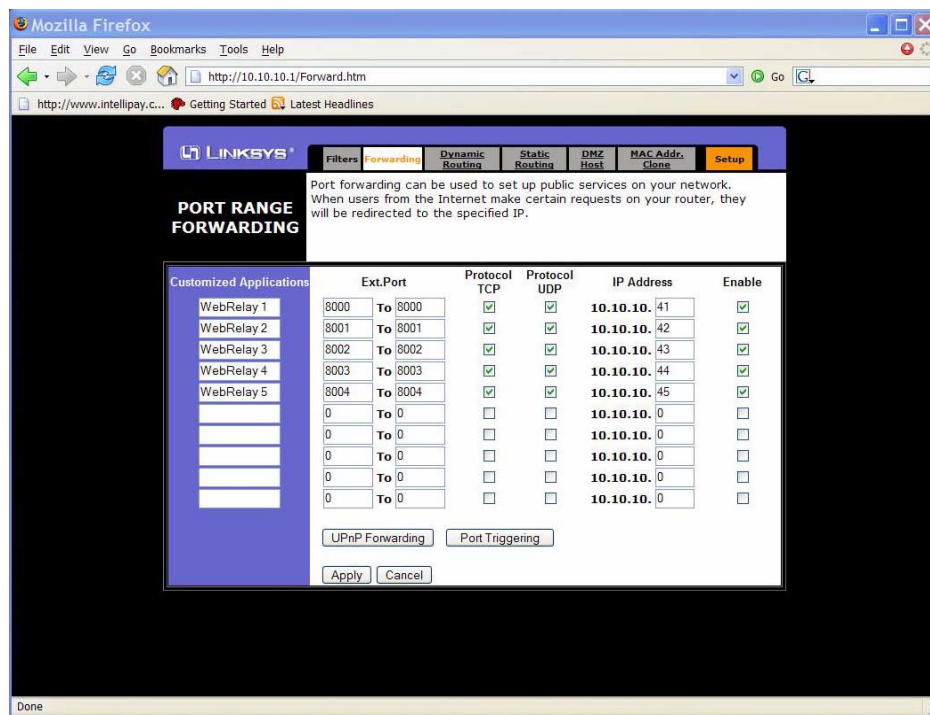 Mozilla Firefox
File Edit View Go Bookmarks Tools Help
http://10.10.10.1/Forward.htm Go G
http://www.intellipay.c... Getting Started Latest Headlines
LINKSYS® Filters Forwarding Dynamic Routing Static Routing DMZ Host MAC Addr. Clone Setup
PORT RANGE FORWARDING
Port forwarding can be used to set up public services on your network.
When users from the Internet make certain requests on your router, they
will be redirected to the specified IP.
Customized Applications Ext.Port Protocol TCP Protocol UDP IP Address Enable
WebRelay 1 8000 To 8000 10.10.10. 41
WebRelay 2 8001 To 8001 10.10.10. 42
WebRelay 3 8002 To 8002 10.10.10. 43
WebRelay 4 8003 To 8003 10.10.10. 44
WebRelay 5 8004 To 8004 10.10.10. 45
0 To 0 10.10.10. 0
0 To 0 10.10.10. 0
0 To 0 10.10.10. 0
0 To 0 10.10.10. 0
0 To 0 10.10.10. 0
UPnP Forwarding Port Triggering
Apply Cancel
Done